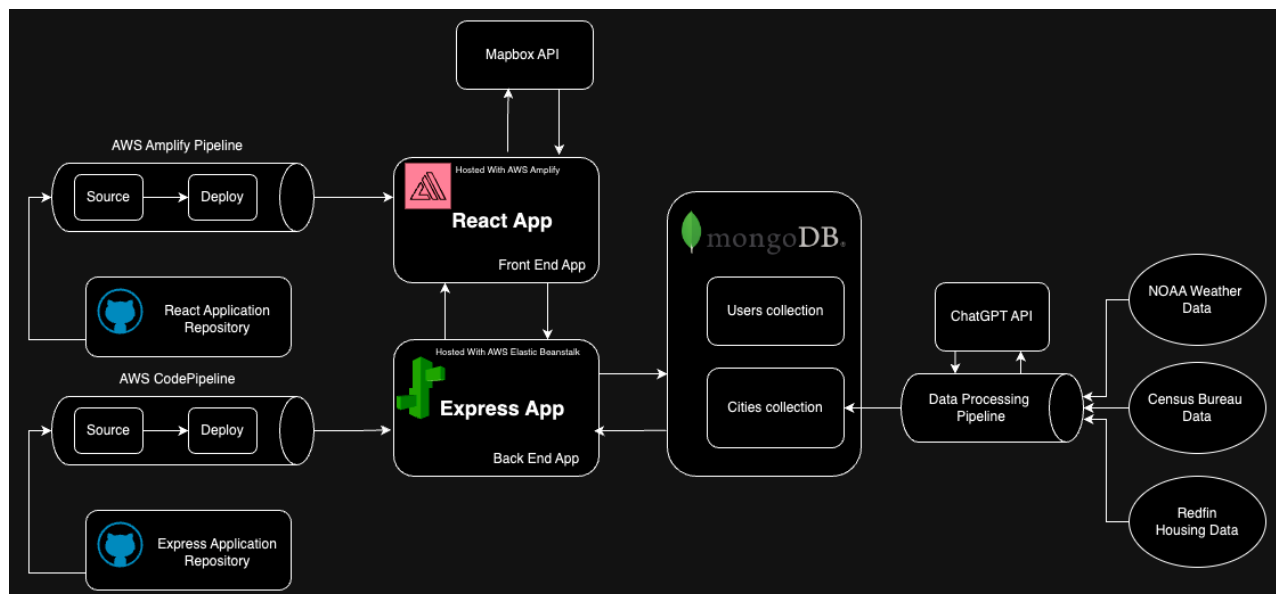 Mapbox API
AWS Amplify Pipeline
Source
Deploy
Hosted With AWS Amplify
React App
Front End App
React Application
Repository
mongoDB®
Users collection
Cities collection
ChatGPT API
NOAA Weather
Data
Data Processing
Pipeline
Census Bureau
Data
Redfin
Housing Data
AWS CodePipeline
Source
Deploy
Hosted With AWS Elastic Beanstalk
Express App
Back End App
Express Application
Repository